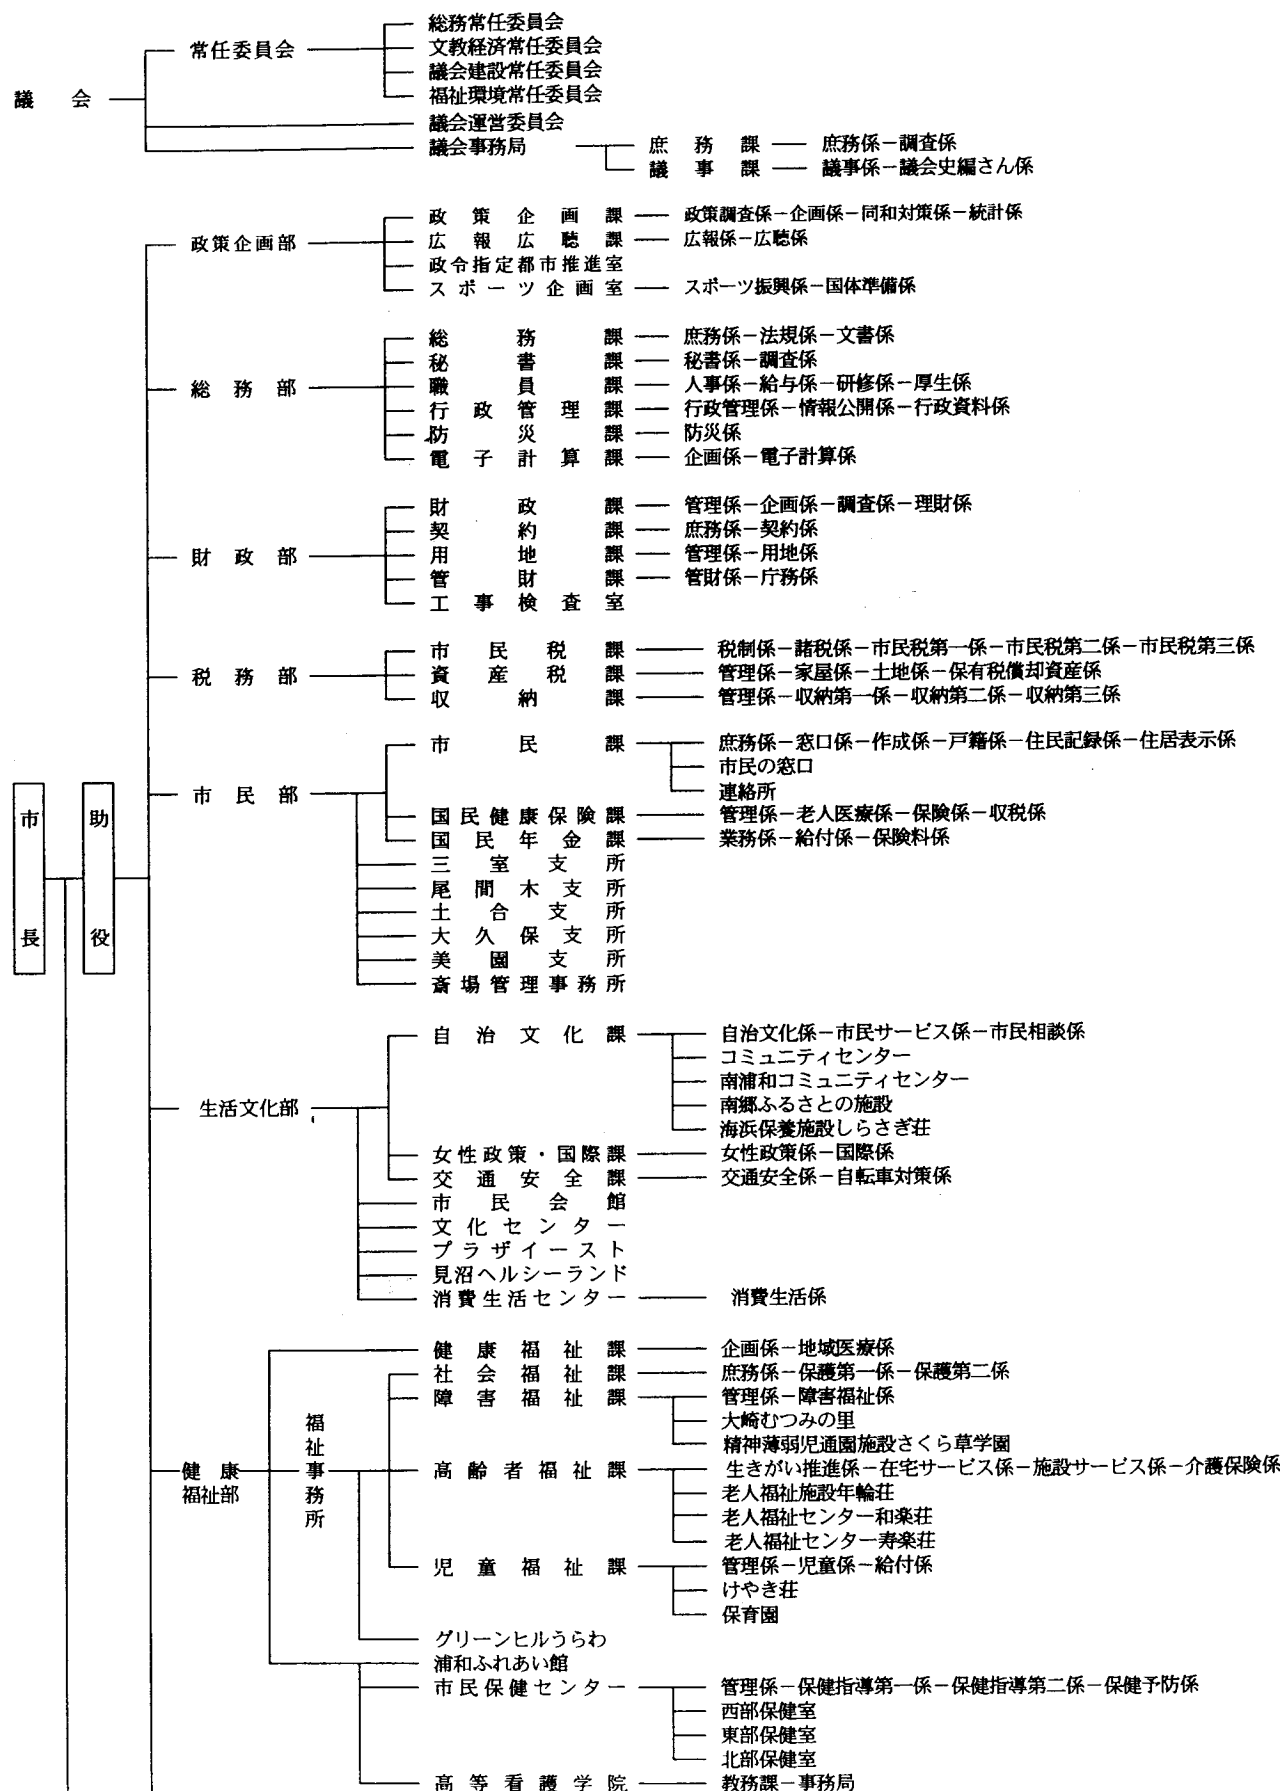 総務常任委員会
常任委員会 文教経済常任委員会
議会建設常任委員会
議会 福祉環境常任委員会
議会運営委員会
議会事務局 庶務課 庶務係－調査係
議事課 議事係－議会史編さん係
政策企画課 政策調査係－企画係－同和対策係－統計係
政策企画部 広報広聴課 広報係－広聴係
政令指定都市推進室
スポーツ企画室 スポーツ振興係－国体準備係
総務課 庶務係－法規係－文書係
秘書課 秘書係－調査係
総務部 職員課 人事係－給与係－研修係－厚生係
行政管理課 行政管理係－情報公開係－行政資料係
防災課 防災係
電子計算課 企画係－電子計算係
財政課 管理係－企画係－調査係－理財係
契約課 庶務係－契約係
財政部 用地課 管理係－用地係
管財課 管財係－庁務係
工事検査室
市民税課 税制係－諸税係－市民税第一係－市民税第二係－市民税第三係
税務部 資産税課 管理係－家屋係－土地係－保有税償却資産係
収納課 管理係－収納第一係－収納第二係－収納第三係
市民課 庶務係－窓口係－作成係－戸籍係－住民記録係－住居表示係
市民の窓口
市民部 連絡所
国民健康保険課 管理係－老人医療係－保険係－収税係
国民年金課 業務係－給付係－保険料係
三室支所
市長 助役 尾間木支所
土合支所
大久保支所
美園支所
斎場管理事務所
自治文化課 自治文化係－市民サービス係－市民相談係
コミュニティセンター
南浦和コミュニティセンター
生活文化部 南郷ふるさとの施設
海浜保養施設しらさぎ荘
女性政策・国際課 女性政策係－国際係
交通安全課 交通安全係－自転車対策係
市民会館
文化センター
プラザイースト
見沼ヘルシーランド
消費生活センター 消費生活係
健康福祉課 企画係－地域医療係
社会福祉課 庶務係－保護第一係－保護第二係
障害福祉課 管理係－障害福祉係
大崎むつみの里
精神薄弱児通園施設さくら草学園
健康福祉部 福祉事務所 高齢者福祉課 生きがい推進係－在宅サービス係－施設サービス係－介護保険係
老人福祉施設年輪荘
老人福祉センター和楽荘
老人福祉センター寿楽荘
児童福祉課 管理係－児童係－給付係
けやき荘
保育園
グリーンヒルうらわ
浦和ふれあい館
市民保健センター 管理係－保健指導第一係－保健指導第二係－保健予防係
西部保健室
東部保健室
北部保健室
高等看護学院 教務課－事務局